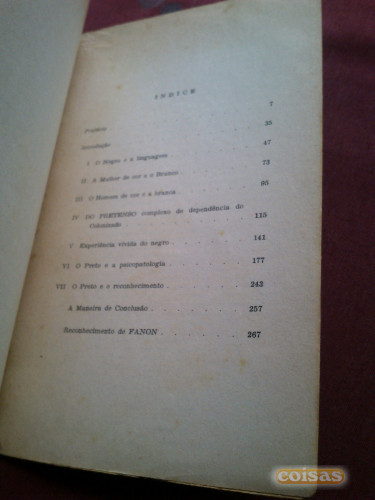 INDICE
Prefácio 7
Introdução 39
I O Negro e a linguagem 47
II A Mulher de cor e o Branco 73
III O Homem de cor e a branca 95
IV DO PRETENSO complexo de dependência do
Colonizado 115
V Experiência vivida do negro 141
VI O Preto e a psicopatologia 177
VII O Preto e o reconhecimento 243
A Maneira de Conclusão 257
Reconhecimento de FANON 267
coisas